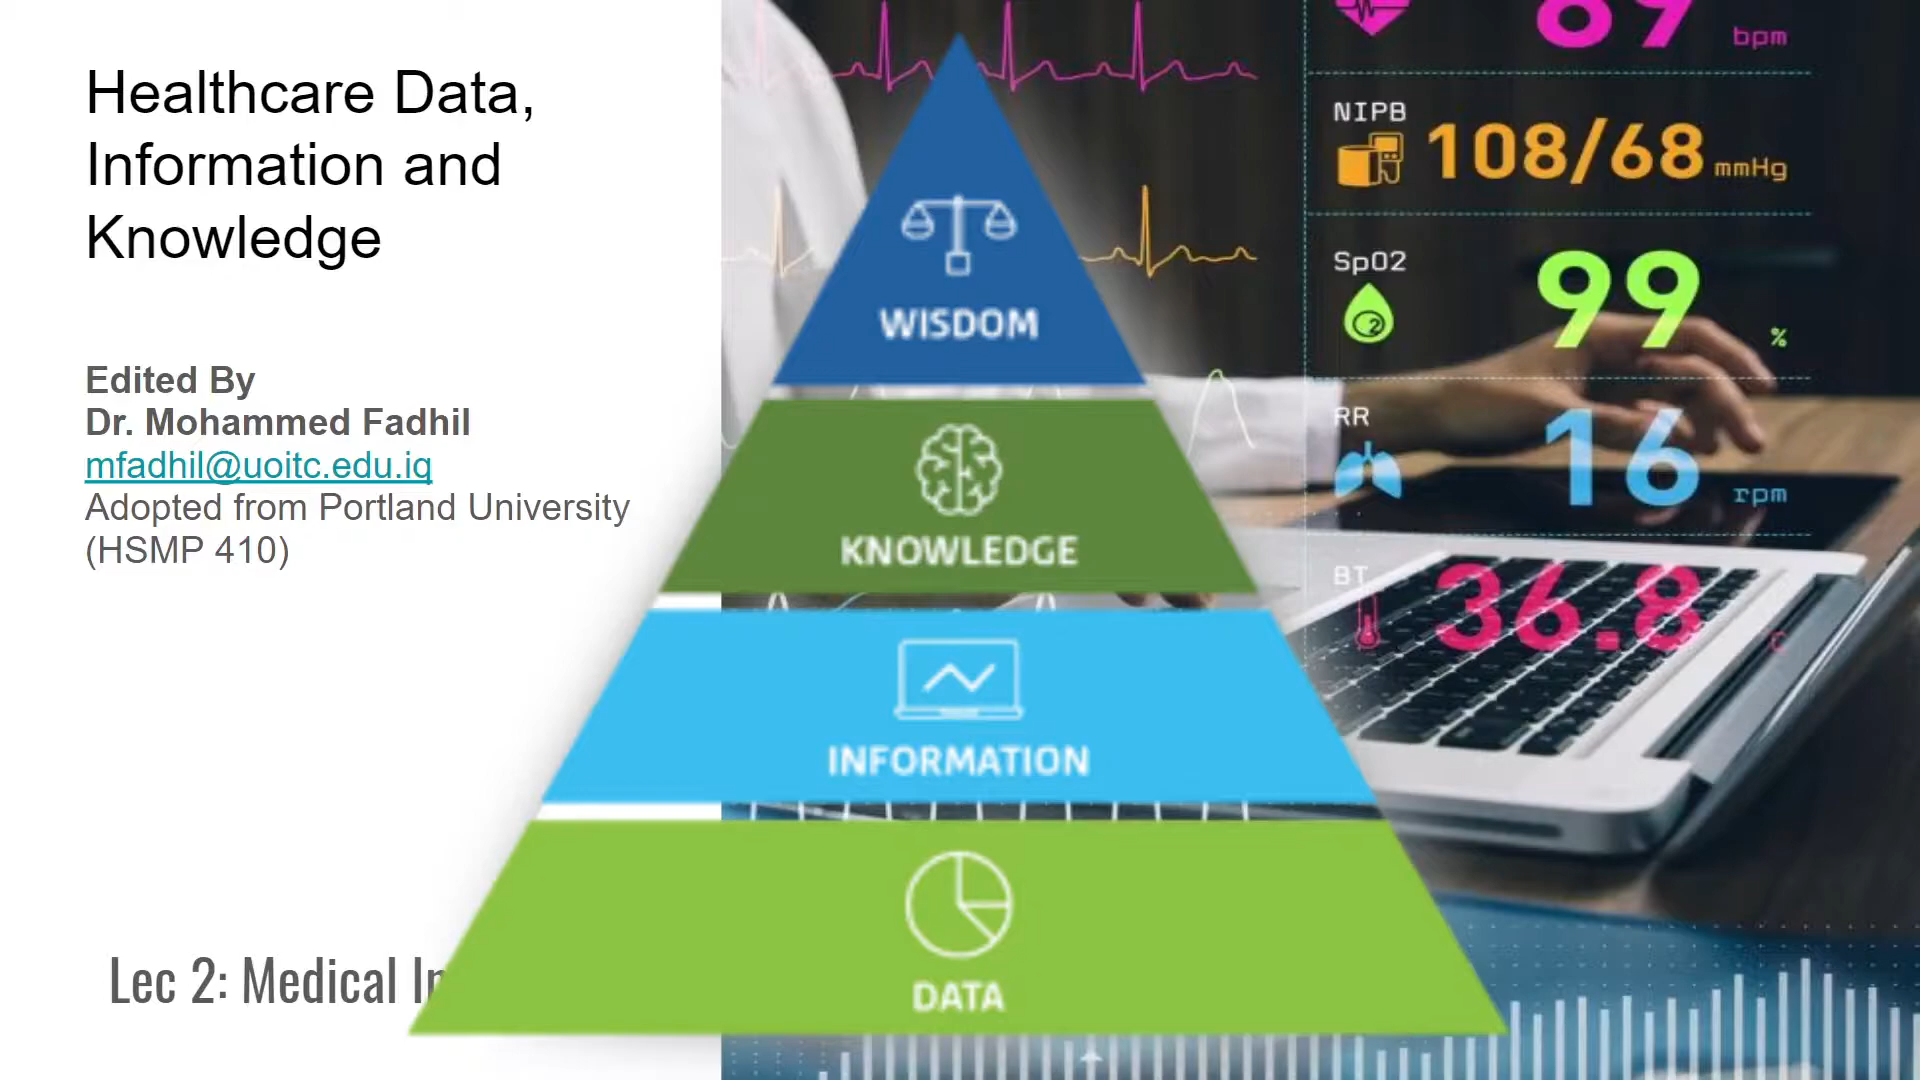 Healthcare Data,
Information and
Knowledge
Edited By
Dr. Mohammed Fadhil
mfadhil@uoitc.edu.iq
Adopted from Portland University
(HSMP 410)
Lec 2: Medical
WISDOM
KNOWLEDGE
INFORMATION
DATA
bpm
NIPB
108/68 mmHg
SpO2
99 %
RR
16 rpm
BT
36.8 C